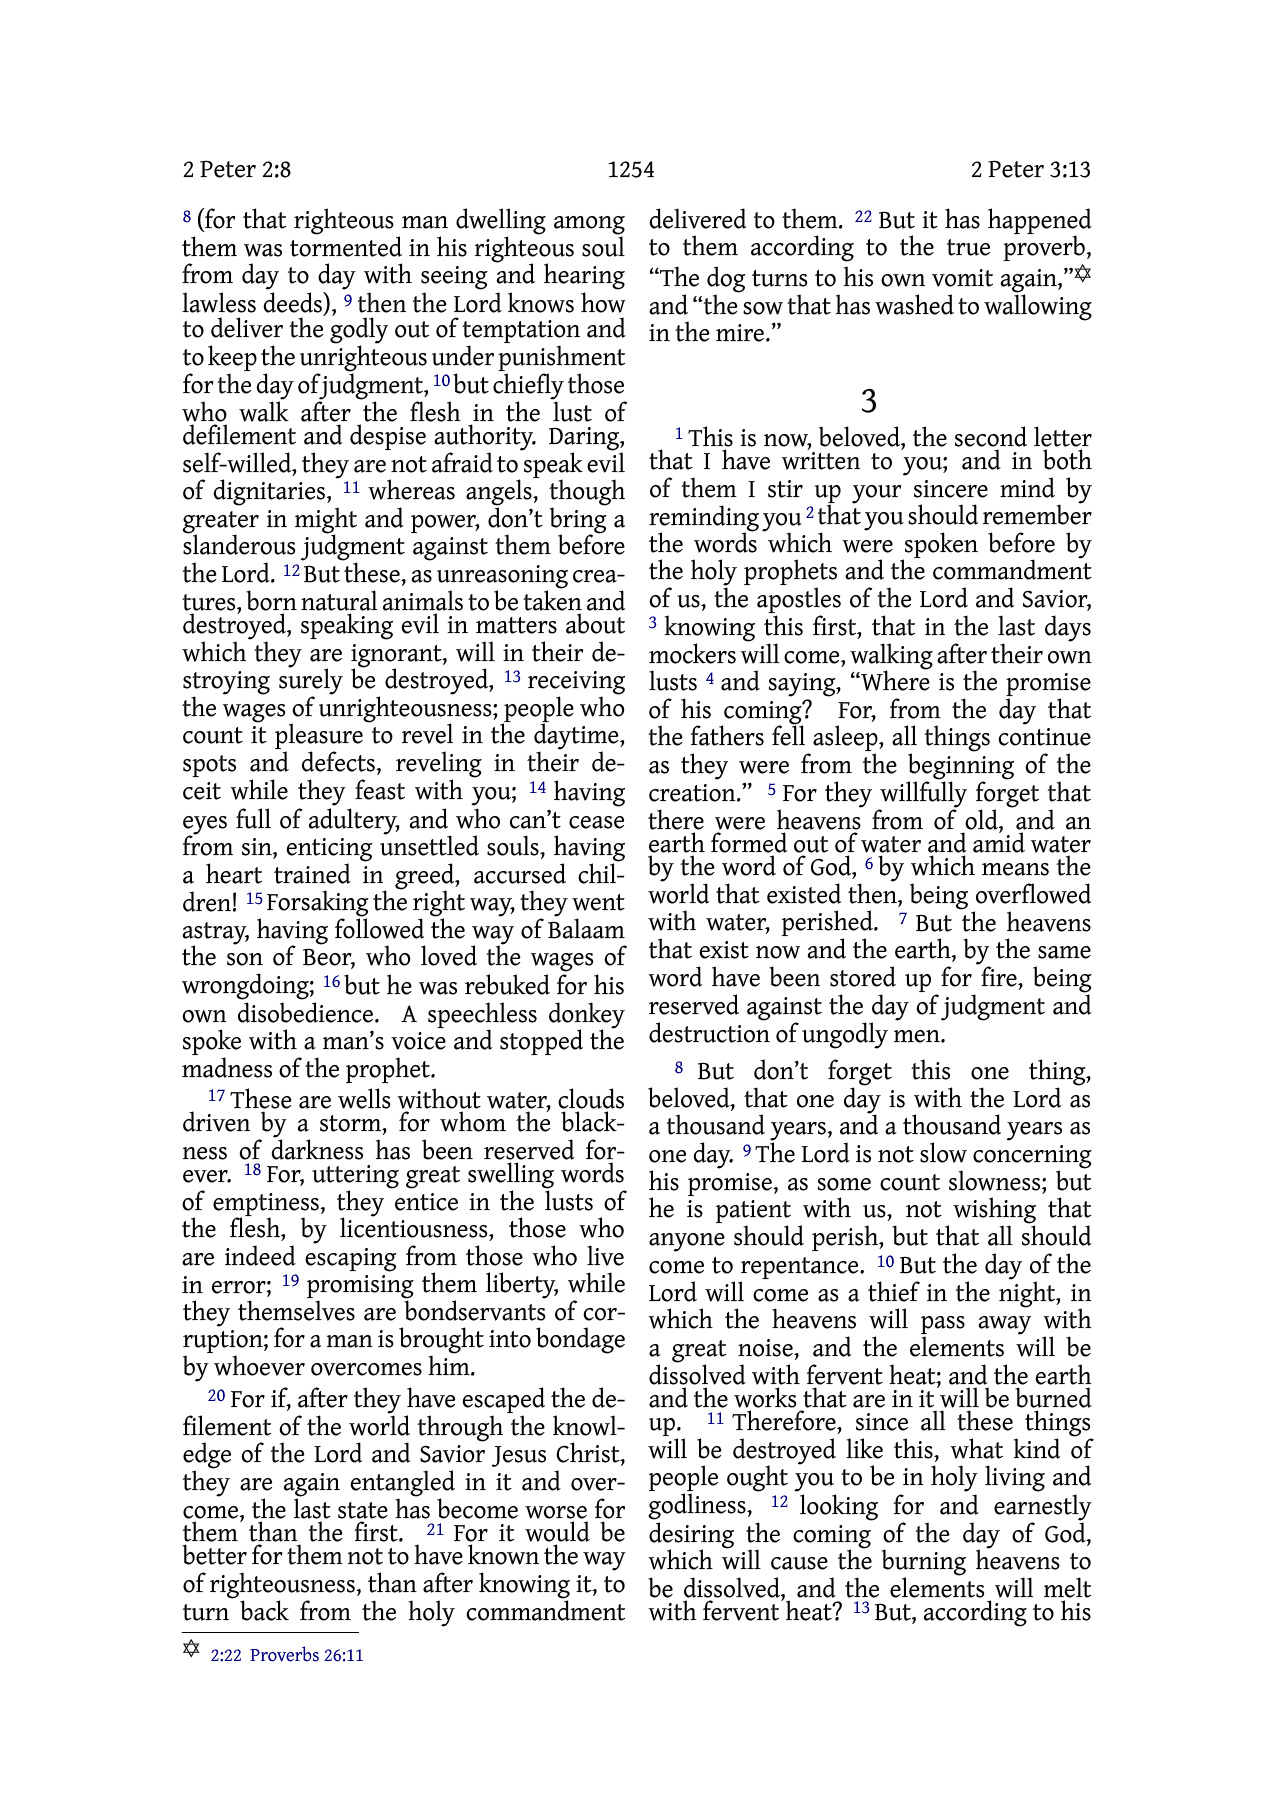 2 Peter 2:8 1254 2 Peter 3:13
8 (for that righteous man dwelling among
them was tormented in his righteous soul
from day to day with seeing and hearing
lawless deeds), 9 then the Lord knows how
to deliver the godly out of temptation and
to keep the unrighteous under punishment
for the day of judgment, 10 but chiefly those
who walk after the flesh in the lust of
defilement and despise authority. Daring,
self-willed, they are not afraid to speak evil
of dignitaries, 11 whereas angels, though
greater in might and power, don’t bring a
slanderous judgment against them before
the Lord. 12 But these, as unreasoning crea-
tures, born natural animals to be taken and
destroyed, speaking evil in matters about
which they are ignorant, will in their de-
stroying surely be destroyed, 13 receiving
the wages of unrighteousness; people who
count it pleasure to revel in the daytime,
spots and defects, reveling in their de-
ceit while they feast with you; 14 having
eyes full of adultery, and who can’t cease
from sin, enticing unsettled souls, having
a heart trained in greed, accursed chil-
dren! 15 Forsaking the right way, they went
astray, having followed the way of Balaam
the son of Beor, who loved the wages of
wrongdoing; 16 but he was rebuked for his
own disobedience. A speechless donkey
spoke with a man’s voice and stopped the
madness of the prophet.
17 These are wells without water, clouds
driven by a storm, for whom the black-
ness of darkness has been reserved for-
ever. 18 For, uttering great swelling words
of emptiness, they entice in the lusts of
the flesh, by licentiousness, those who
are indeed escaping from those who live
in error; 19 promising them liberty, while
they themselves are bondservants of cor-
ruption; for a man is brought into bondage
by whoever overcomes him.
20 For if, after they have escaped the de-
filement of the world through the knowl-
edge of the Lord and Savior Jesus Christ,
they are again entangled in it and over-
come, the last state has become worse for
them than the first. 21 For it would be
better for them not to have known the way
of righteousness, than after knowing it, to
turn back from the holy commandment
delivered to them. 22 But it has happened
to them according to the true proverb,
“The dog turns to his own vomit again,”✡
and “the sow that has washed to wallowing
in the mire.”
3
1 This is now, beloved, the second letter
that I have written to you; and in both
of them I stir up your sincere mind by
reminding you 2 that you should remember
the words which were spoken before by
the holy prophets and the commandment
of us, the apostles of the Lord and Savior,
3 knowing this first, that in the last days
mockers will come, walking after their own
lusts 4 and saying, “Where is the promise
of his coming? For, from the day that
the fathers fell asleep, all things continue
as they were from the beginning of the
creation.” 5 For they willfully forget that
there were heavens from of old, and an
earth formed out of water and amid water
by the word of God, 6 by which means the
world that existed then, being overflowed
with water, perished. 7 But the heavens
that exist now and the earth, by the same
word have been stored up for fire, being
reserved against the day of judgment and
destruction of ungodly men.
8 But don’t forget this one thing,
beloved, that one day is with the Lord as
a thousand years, and a thousand years as
one day. 9 The Lord is not slow concerning
his promise, as some count slowness; but
he is patient with us, not wishing that
anyone should perish, but that all should
come to repentance. 10 But the day of the
Lord will come as a thief in the night, in
which the heavens will pass away with
a great noise, and the elements will be
dissolved with fervent heat; and the earth
and the works that are in it will be burned
up. 11 Therefore, since all these things
will be destroyed like this, what kind of
people ought you to be in holy living and
godliness, 12 looking for and earnestly
desiring the coming of the day of God,
which will cause the burning heavens to
be dissolved, and the elements will melt
with fervent heat? 13 But, according to his
✡ 2:22 Proverbs 26:11